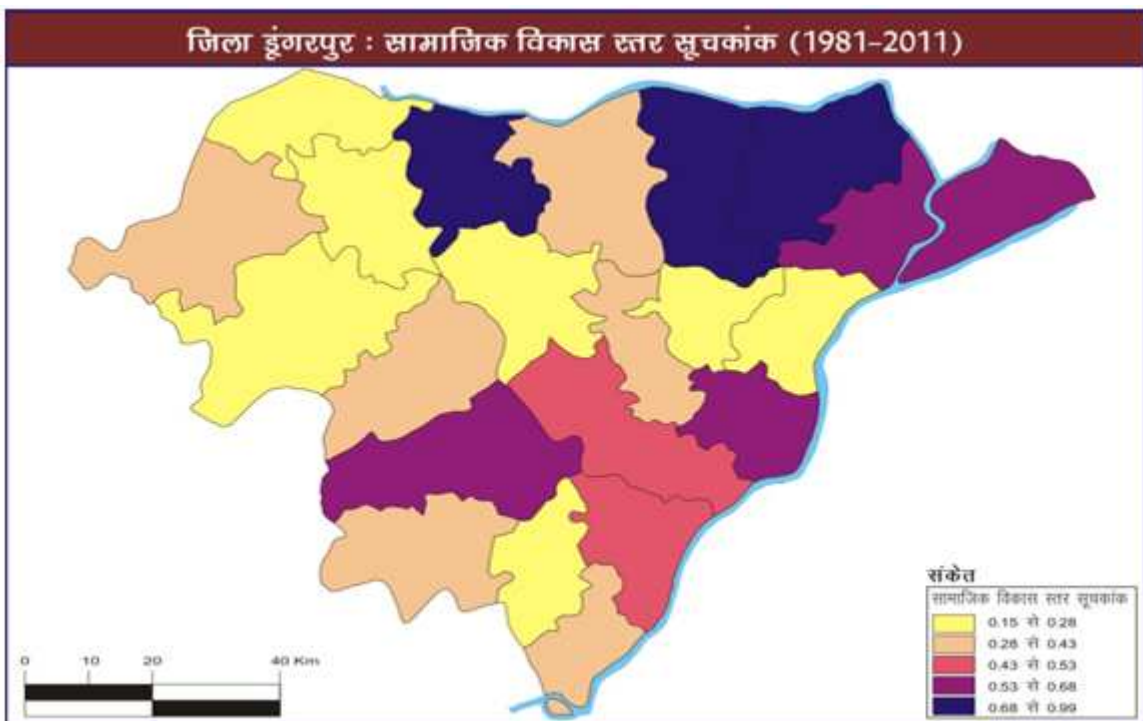 जिला डूंगरपुर : सामाजिक विकास स्तर सूचकांक (1981-2011)
संकेत
सामाजिक विकास स्तर सूचकांक
0.15 से 0.28
0.28 से 0.43
0.43 से 0.53
0.53 से 0.68
0.68 से 0.99
0 10 20 40 Km